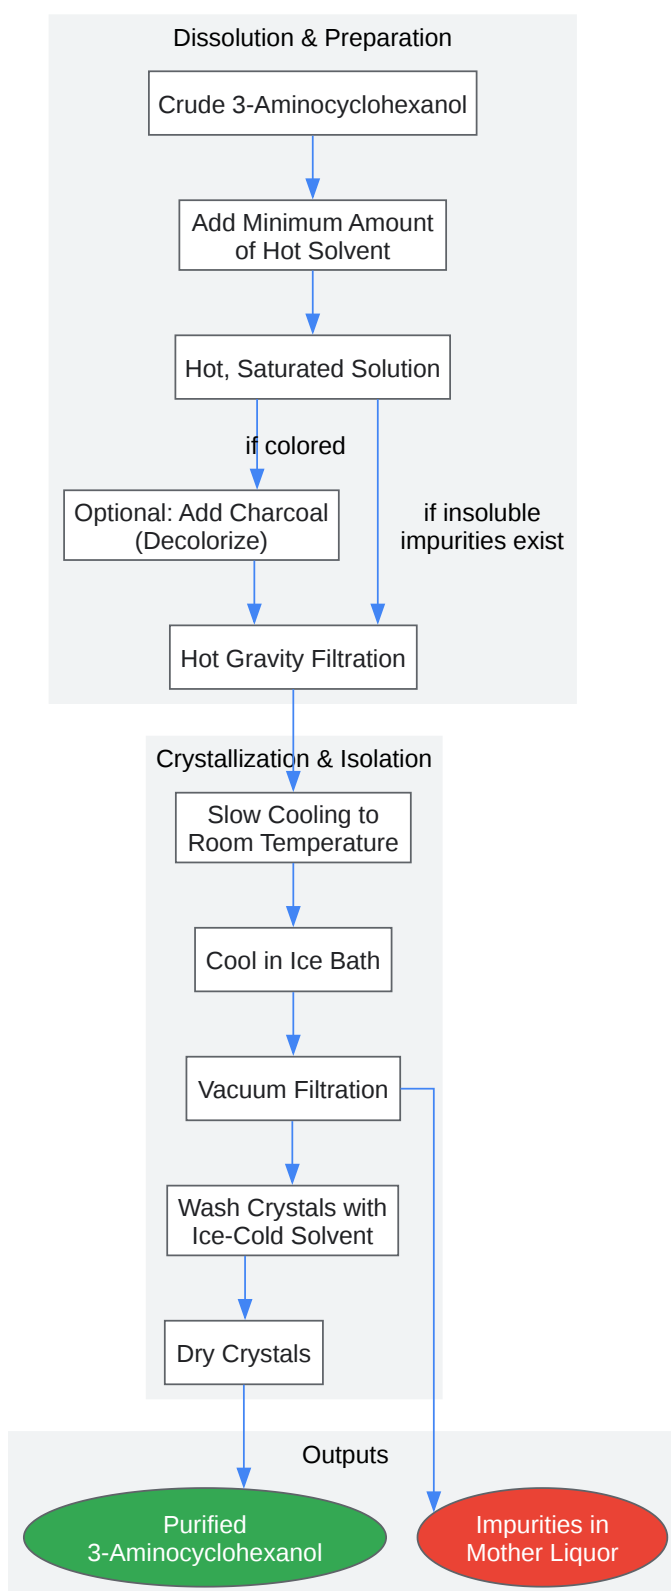 Dissolution & Preparation
Crude 3-Aminocyclohexanol
Add Minimum Amount
of Hot Solvent
Hot, Saturated Solution
if colored
Optional: Add Charcoal
(Decolorize)
if insoluble
impurities exist
Hot Gravity Filtration
Crystallization & Isolation
Slow Cooling to
Room Temperature
Cool in Ice Bath
Vacuum Filtration
Wash Crystals with
Ice-Cold Solvent
Dry Crystals
Outputs
Purified
3-Aminocyclohexanol
Impurities in
Mother Liquor